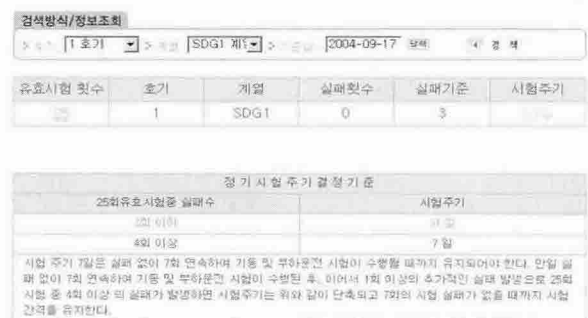 검색방식/정보조회
1 호기 SDG1 계열 2004-09-17 달력 검 색
유효시험 횟수 호기 계열 실패횟수 실패기준 시험주기
1 SDG1 0 3
정기시험주기결정기준
25회유효시험중 실패수 시험주기
3회 이하
4회 이상 7 일
시험 주기 7일은 실패 없이 7회 연속하여 기동 및 부하운전 시험이 수행될 때까지 유지되어야 한다. 만일 실
패 없이 7회 연속하여 기동 및 부하운전 시험이 수행된 후, 이어서 1회 이상의 추가적인 실패 발생으로 25회
시험 중 4회 이상 의 실패가 발생하면 시험주기는 위와 같이 단축되고 7회의 시험 실패가 없을 때까지 시험
간격을 유지한다.